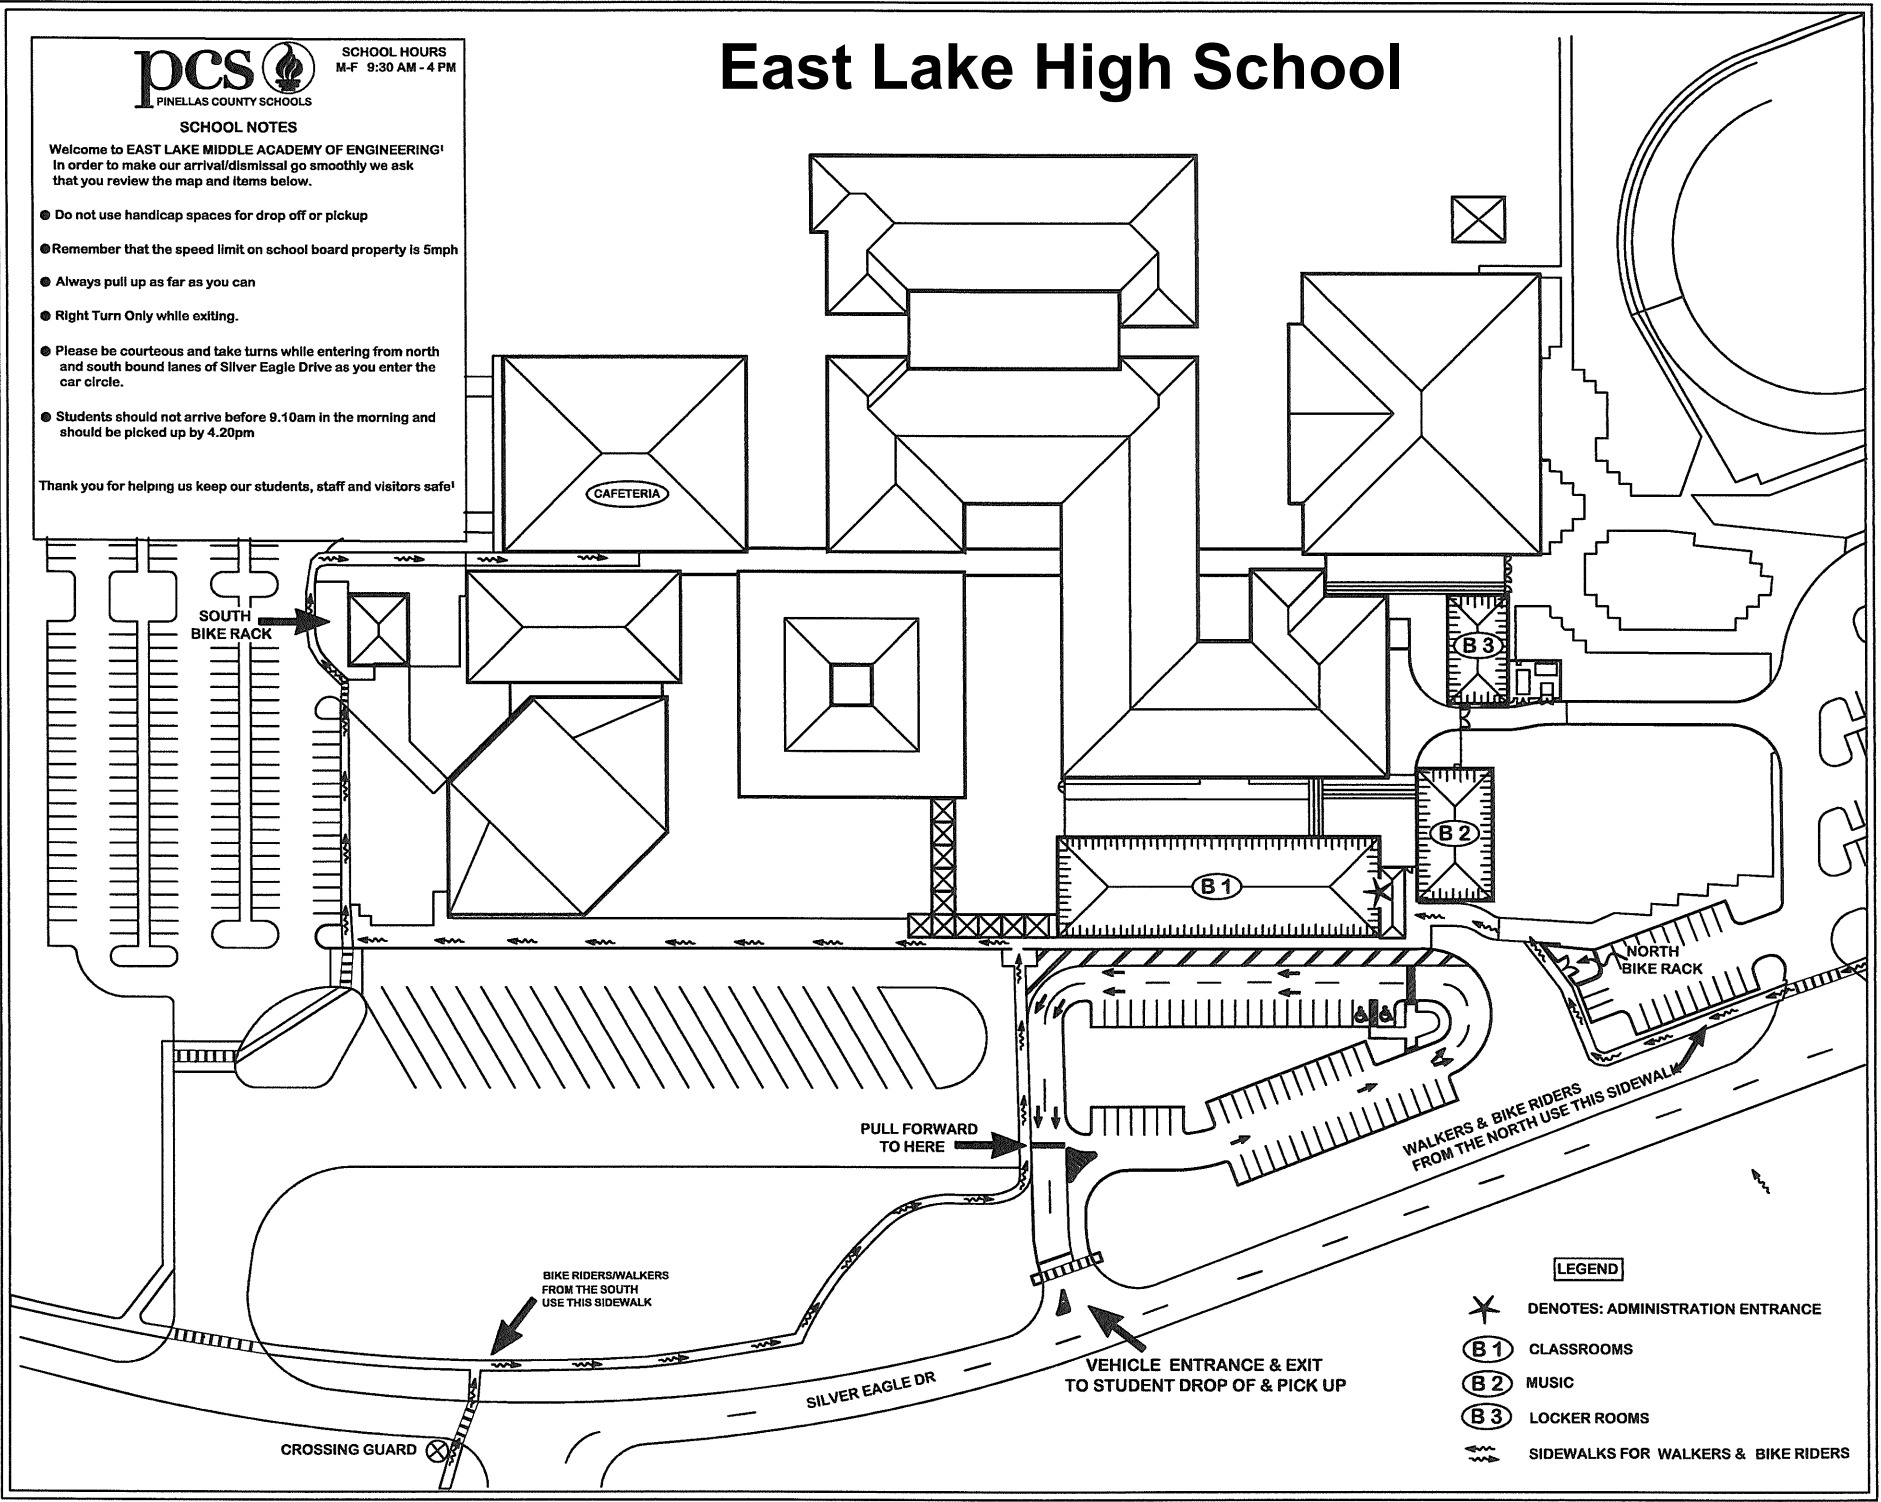 East Lake High School
pcs
PINELLAS COUNTY SCHOOLS
SCHOOL HOURS
M-F 9:30 AM - 4 PM
SCHOOL NOTES
Welcome to EAST LAKE MIDDLE ACADEMY OF ENGINEERING!
In order to make our arrival/dismissal go smoothly we ask
that you review the map and items below.
● Do not use handicap spaces for drop off or pickup
● Remember that the speed limit on school board property is 5mph
● Always pull up as far as you can
● Right Turn Only while exiting.
● Please be courteous and take turns while entering from north
and south bound lanes of Silver Eagle Drive as you enter the
car circle.
● Students should not arrive before 9.10am in the morning and
should be picked up by 4.20pm
Thank you for helping us keep our students, staff and visitors safe!
CAFETERIA
SOUTH
BIKE RACK
B 3
B 2
B 1
NORTH
BIKE RACK
PULL FORWARD
TO HERE
WALKERS & BIKE RIDERS
FROM THE NORTH USE THIS SIDEWALK
BIKE RIDERS/WALKERS
FROM THE SOUTH
USE THIS SIDEWALK
VEHICLE ENTRANCE & EXIT
TO STUDENT DROP OF & PICK UP
SILVER EAGLE DR
CROSSING GUARD
LEGEND
DENOTES: ADMINISTRATION ENTRANCE
B 1 CLASSROOMS
B 2 MUSIC
B 3 LOCKER ROOMS
SIDEWALKS FOR WALKERS & BIKE RIDERS